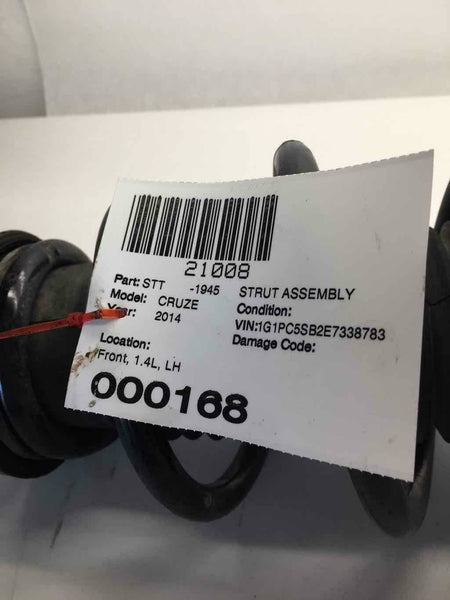 21008
Part: STT -1945 STRUT ASSEMBLY
Model: CRUZE Condition:
Year: 2014 VIN:1G1PC5SB2E7338783
Location: Damage Code:
Front, 1.4L, LH
000168